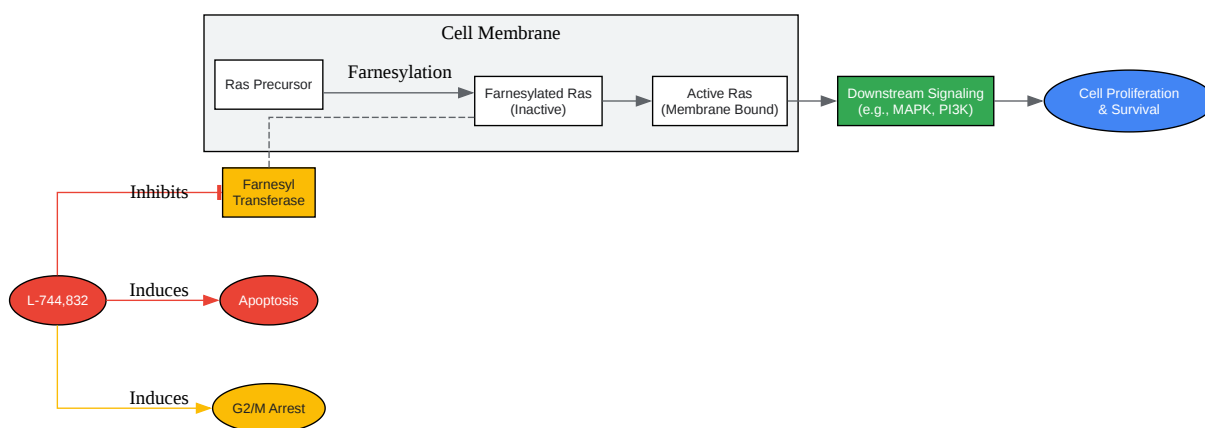 Cell Membrane
Ras Precursor
Farnesylation
Farnesylated Ras
(Inactive)
Active Ras
(Membrane Bound)
Downstream Signaling
(e.g., MAPK, PI3K)
Cell Proliferation
& Survival
Inhibits
Farnesyl
Transferase
L-744,832
Induces
Apoptosis
Induces
G2/M Arrest